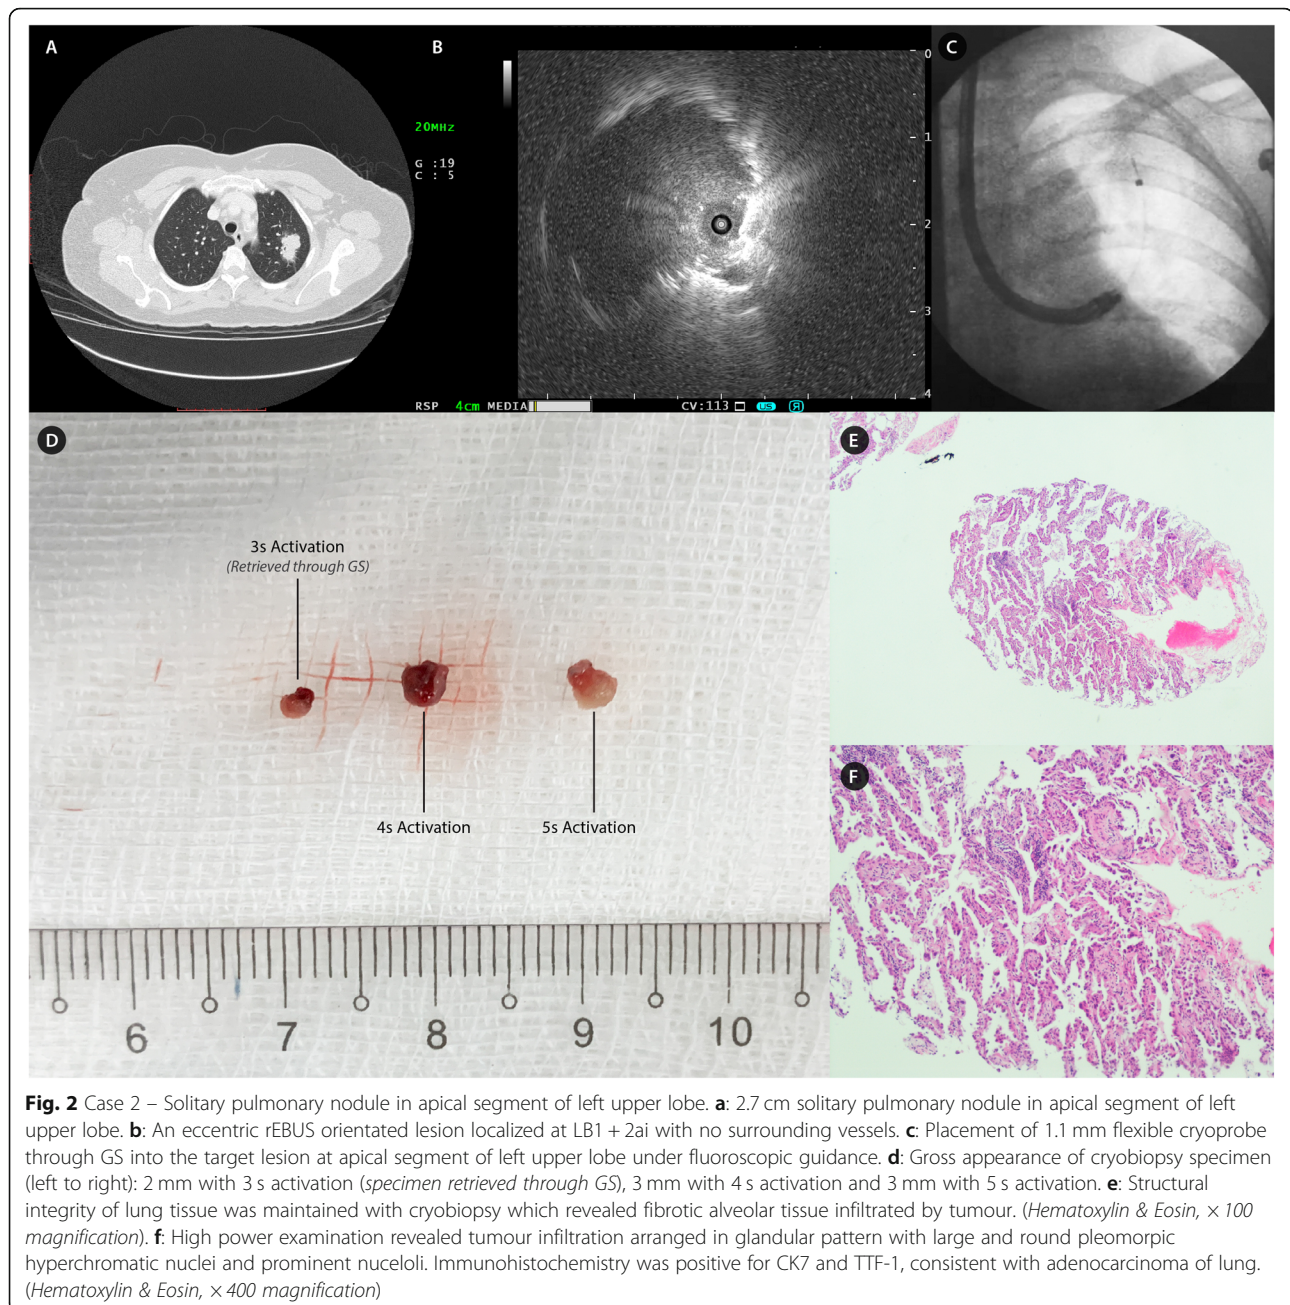 A
B
C
20MHz
G :19
C : 5
0
1
2
3
4
RSP 4cm MEDIA CV:113 US R
D
E
3s Activation
(Retrieved through GS)
4s Activation
5s Activation
F
6 7 8 9 10
Fig. 2 Case 2 – Solitary pulmonary nodule in apical segment of left upper lobe. a: 2.7 cm solitary pulmonary nodule in apical segment of left
upper lobe. b: An eccentric rEBUS orientated lesion localized at LB1 + 2ai with no surrounding vessels. c: Placement of 1.1 mm flexible cryoprobe
through GS into the target lesion at apical segment of left upper lobe under fluoroscopic guidance. d: Gross appearance of cryobiopsy specimen
(left to right): 2 mm with 3 s activation (specimen retrieved through GS), 3 mm with 4 s activation and 3 mm with 5 s activation. e: Structural
integrity of lung tissue was maintained with cryobiopsy which revealed fibrotic alveolar tissue infiltrated by tumour. (Hematoxylin & Eosin, × 100
magnification). f: High power examination revealed tumour infiltration arranged in glandular pattern with large and round pleomorpic
hyperchromatic nuclei and prominent nuceloli. Immunohistochemistry was positive for CK7 and TTF-1, consistent with adenocarcinoma of lung.
(Hematoxylin & Eosin, × 400 magnification)